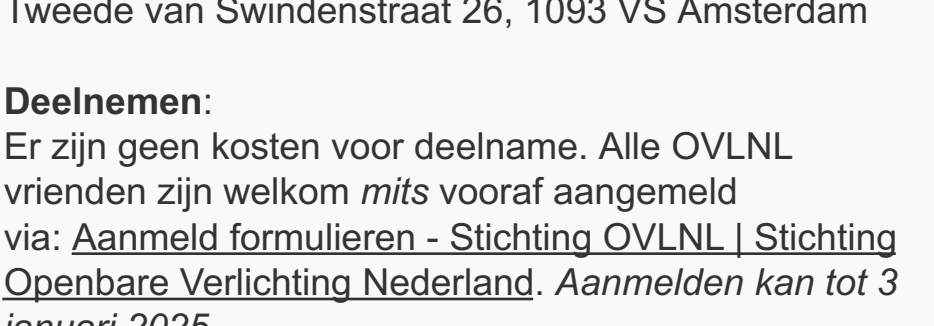 Tweede van Swindenstraat 26, 1093 VS Amsterdam
Deelnemen:
Er zijn geen kosten voor deelname. Alle OVLNL
vrienden zijn welkom mits vooraf aangemeld
via: Aanmeld formulieren - Stichting OVLNL | Stichting
Openbare Verlichting Nederland. Aanmelden kan tot 3
januari 2025